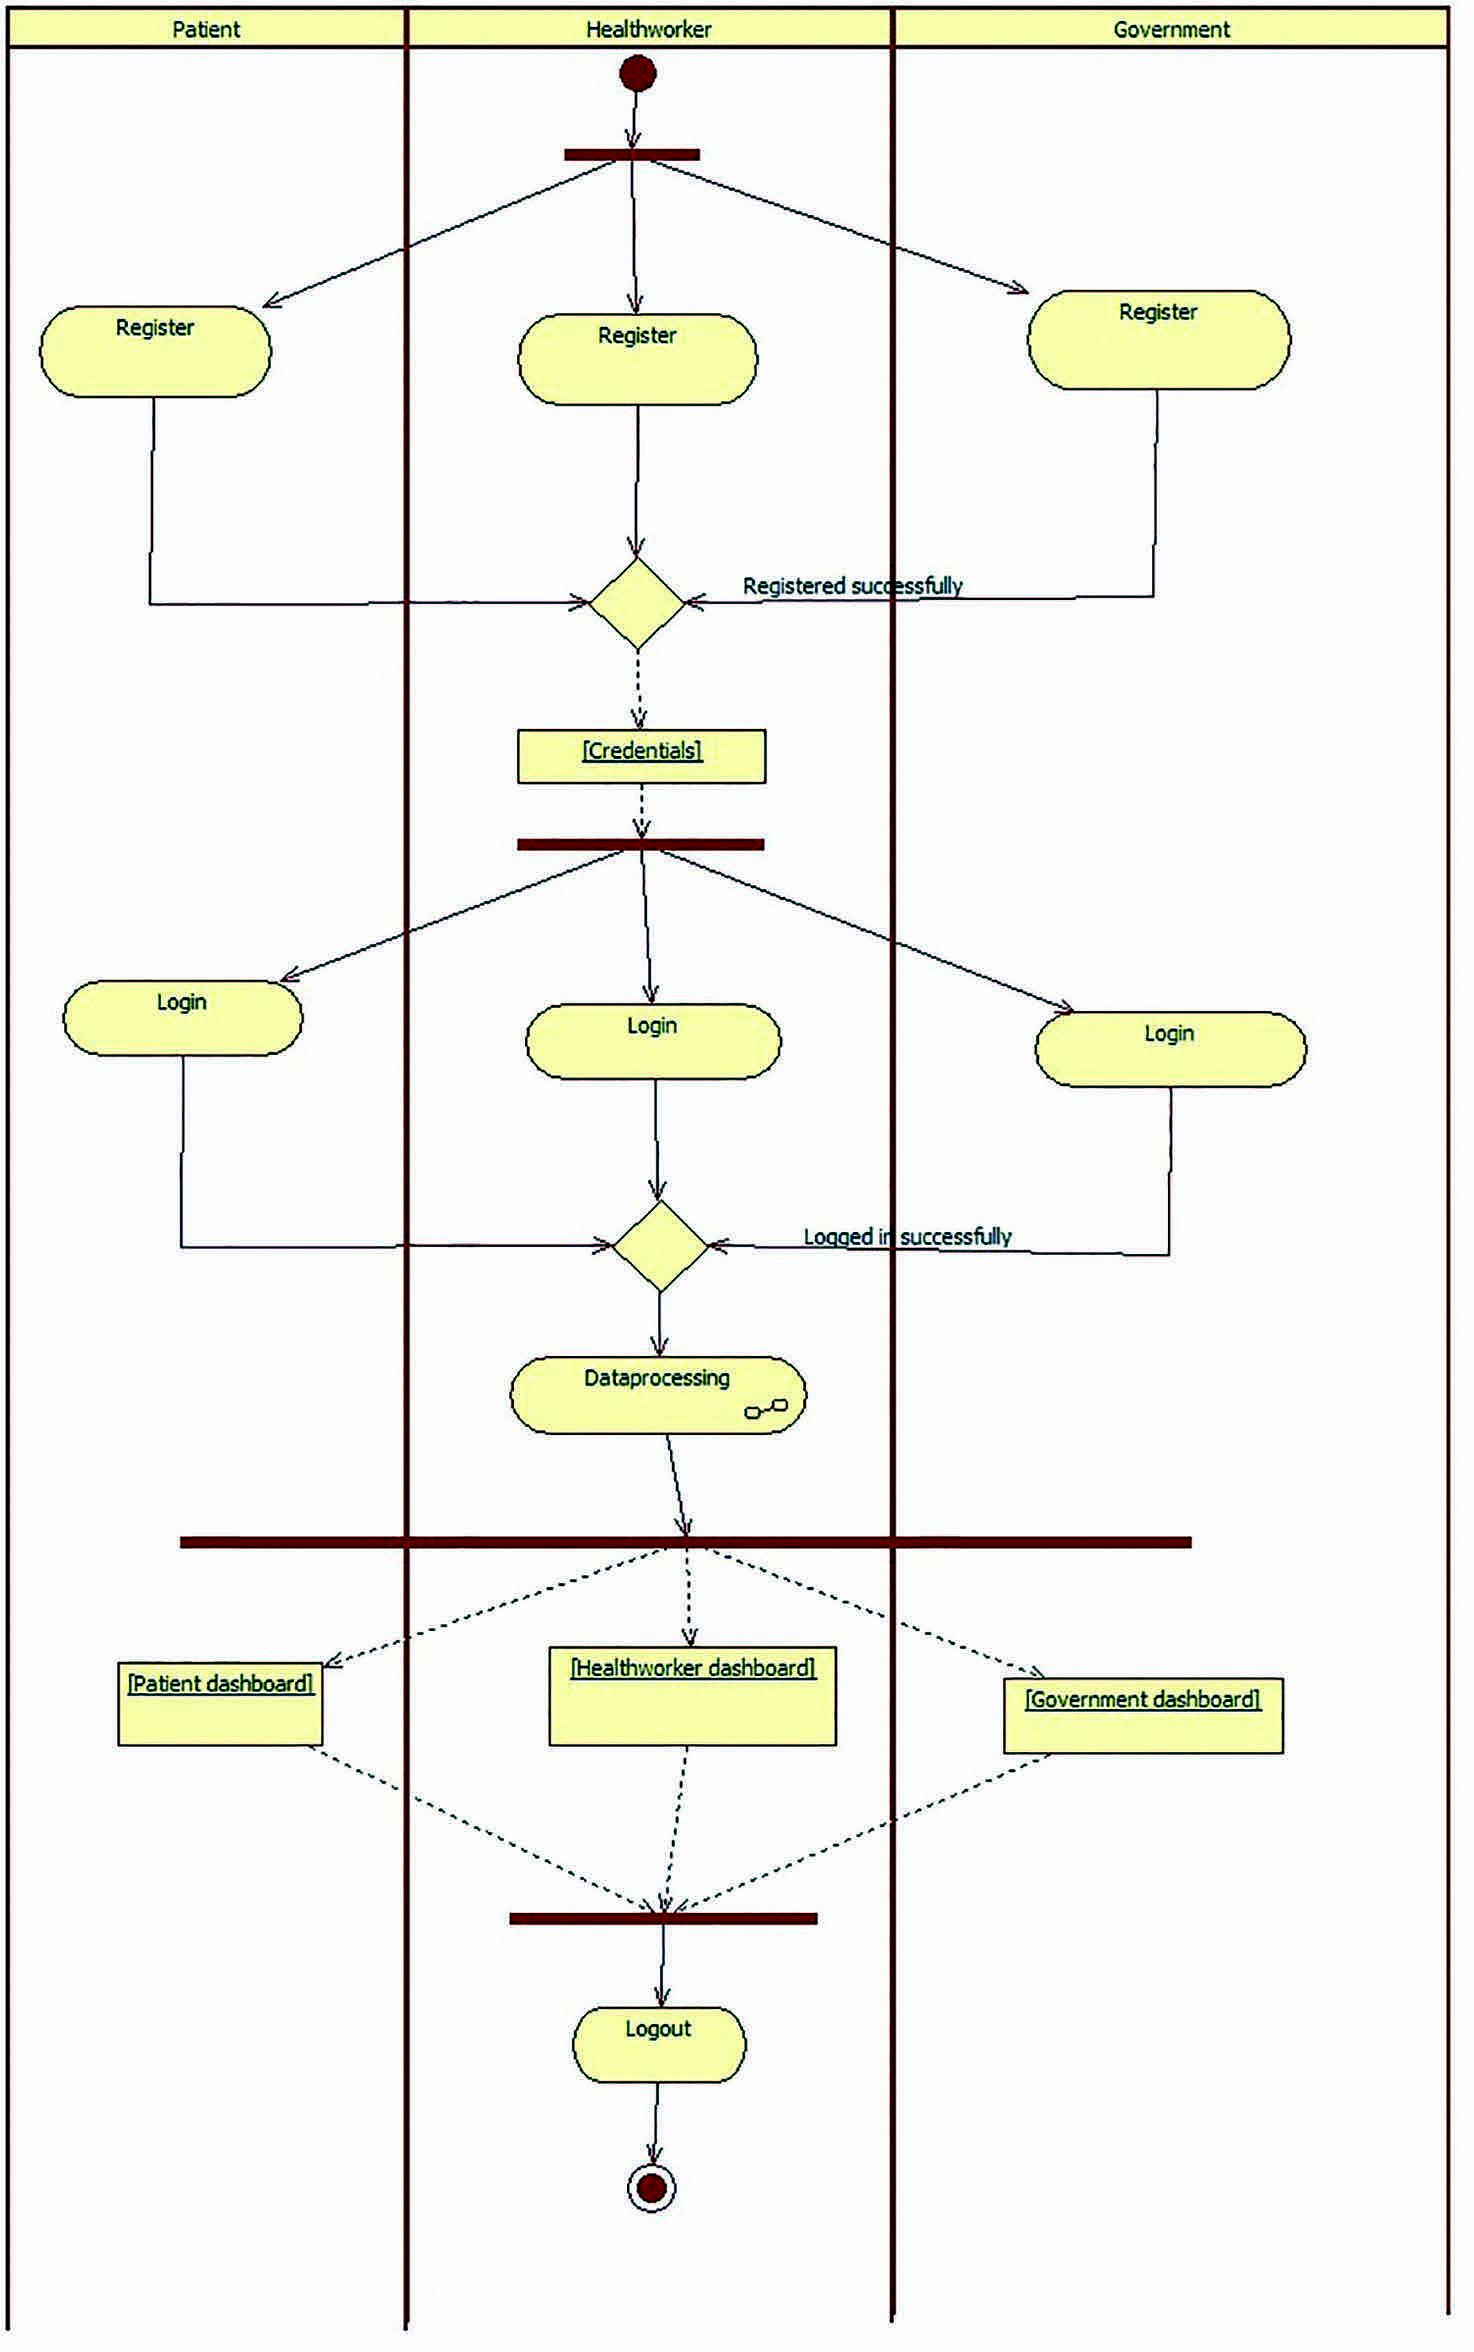 Patient
Healthworker
Government
Register
Register
Register
Registered successfully
[Credentials]
Login
Login
Login
Logged in successfully
Dataprocessing
[Patient dashboard]
[Healthworker dashboard]
[Government dashboard]
Logout